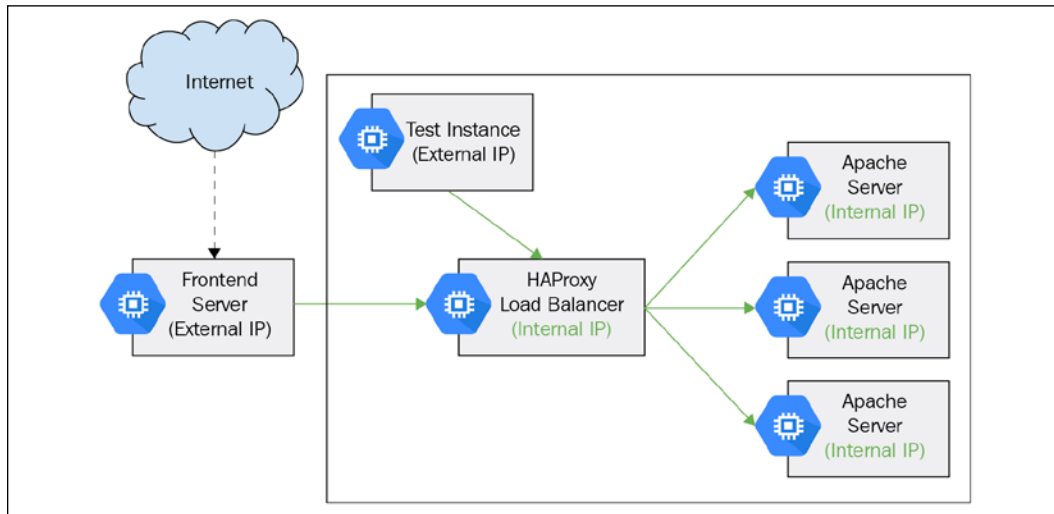 Internet
Test Instance
(External IP)
Apache
Server
(Internal IP)
Frontend
Server
(External IP)
HAProxy
Load Balancer
(Internal IP)
Apache
Server
(Internal IP)
Apache
Server
(Internal IP)